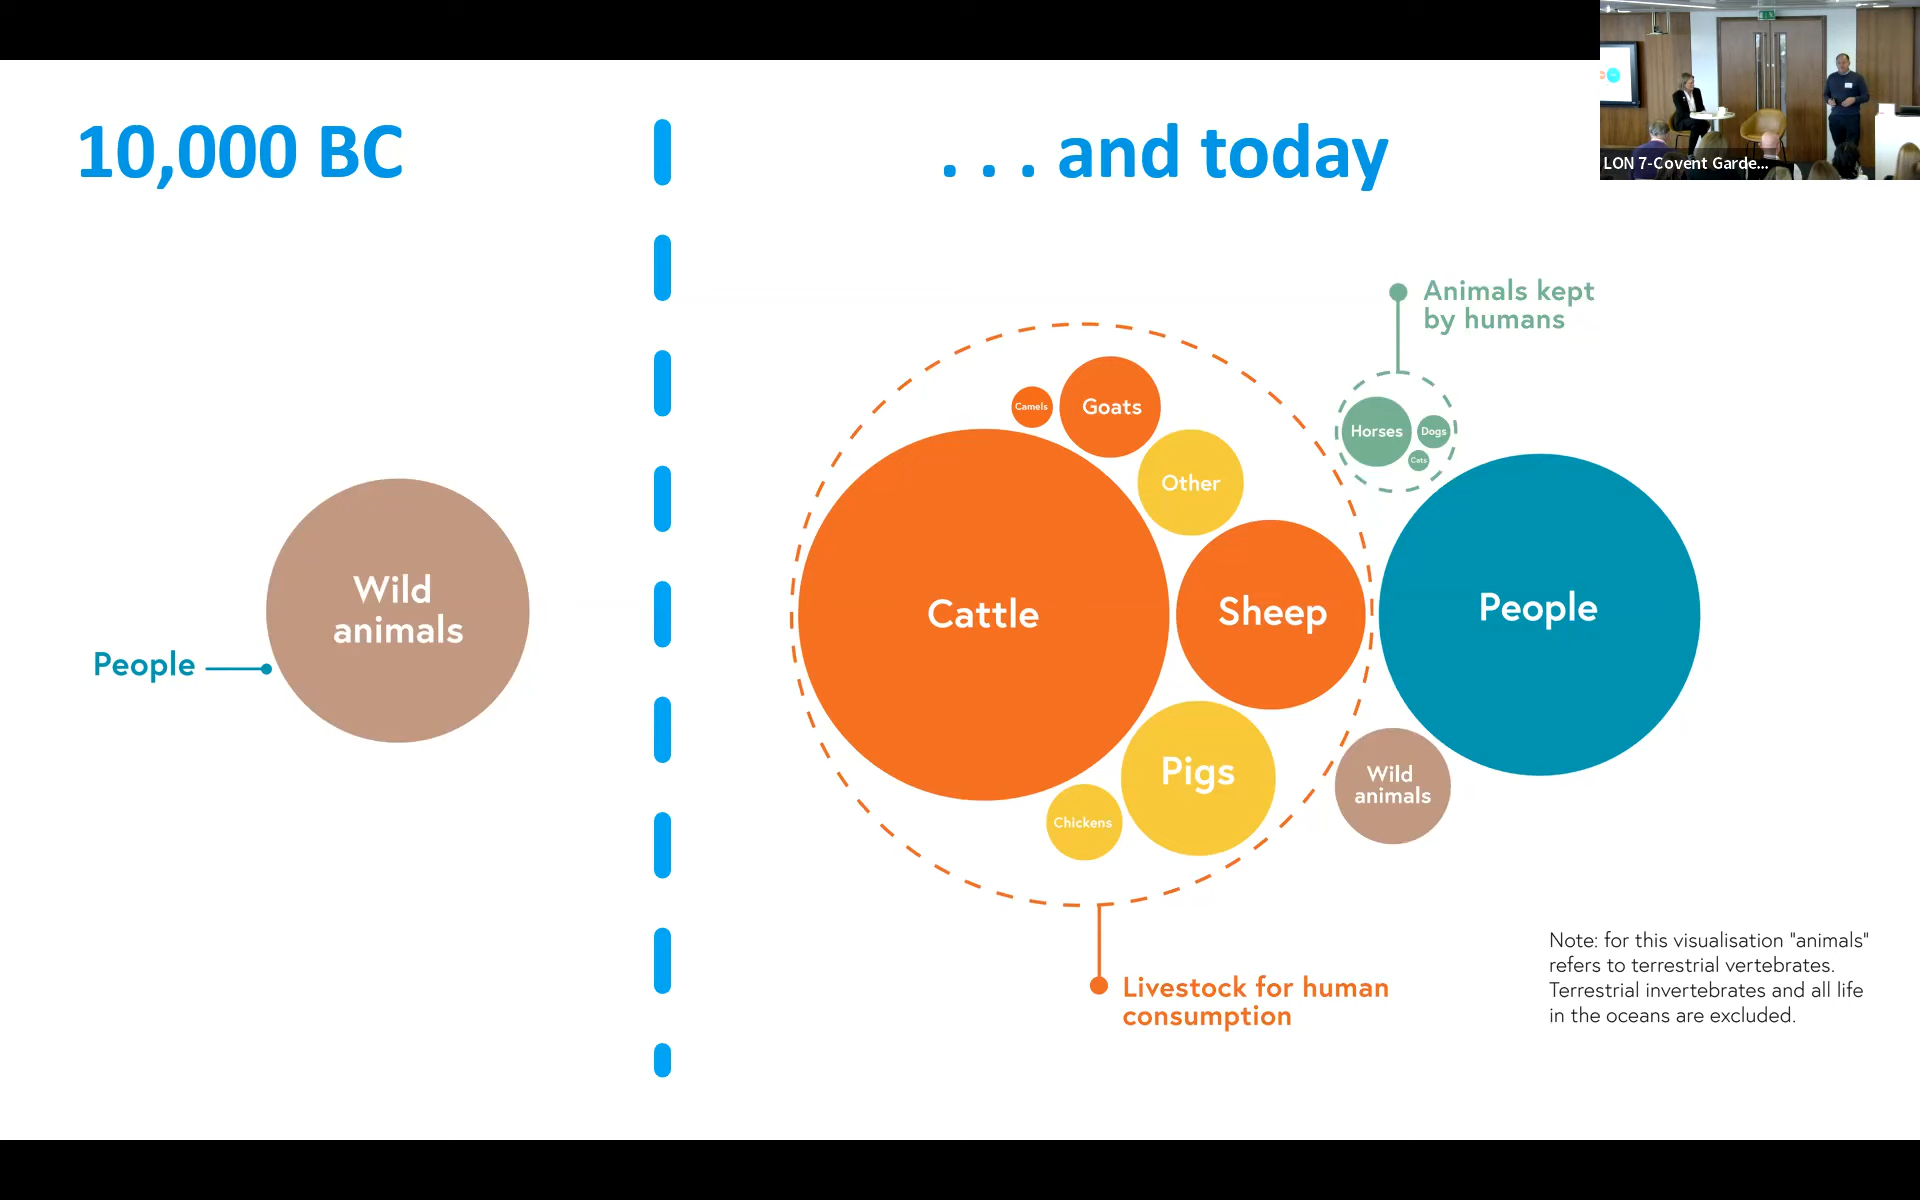 10,000 BC
. . . and today
LON 7-Covent Garde...
Animals kept
by humans
Camels
Goats
Horses
Dogs
Cats
Other
Wild
animals
People
Cattle
Sheep
People
Pigs
Chickens
Wild
animals
Livestock for human
consumption
Note: for this visualisation "animals"
refers to terrestrial vertebrates.
Terrestrial invertebrates and all life
in the oceans are excluded.